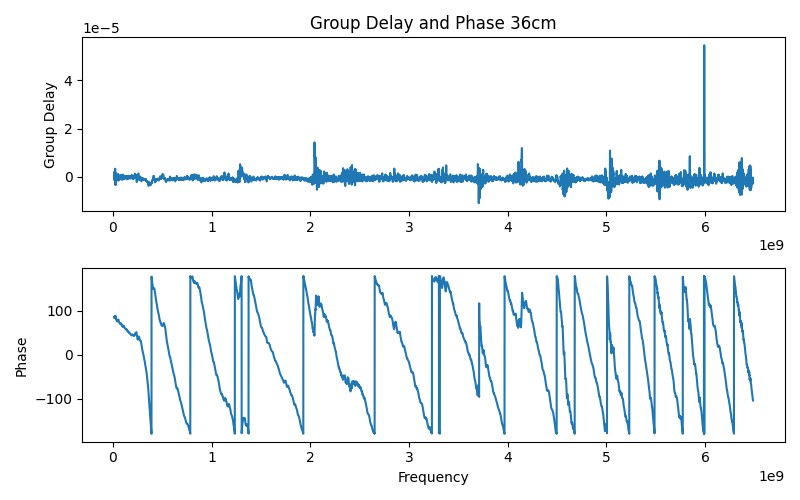 Group Delay and Phase 36cm
1e−5
Group Delay
4
2
0
0 1 2 3 4 5 6
1e9
Phase
100
0
−100
0 1 2 3 4 5 6
1e9
Frequency